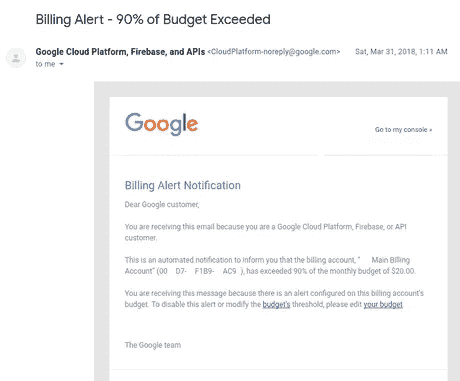 Billing Alert - 90% of Budget Exceeded
Google Cloud Platform, Firebase, and APIs <CloudPlatform-noreply@google.com> Sat, Mar 31, 2018, 1:11 AM
to me
Google
Go to my console »
Billing Alert Notification
Dear Google customer,
You are receiving this email because you are a Google Cloud Platform, Firebase, or API
customer.
This is an automated notification to inform you that the billing account, " Main Billing
Account" (00 D7- F1B9- AC9 ), has exceeded 90% of the monthly budget of $20.00.
You are receiving this message because there is an alert configured on this billing account's
budget. To disable this alert or modify the budget's threshold, please edit your budget.
The Google team